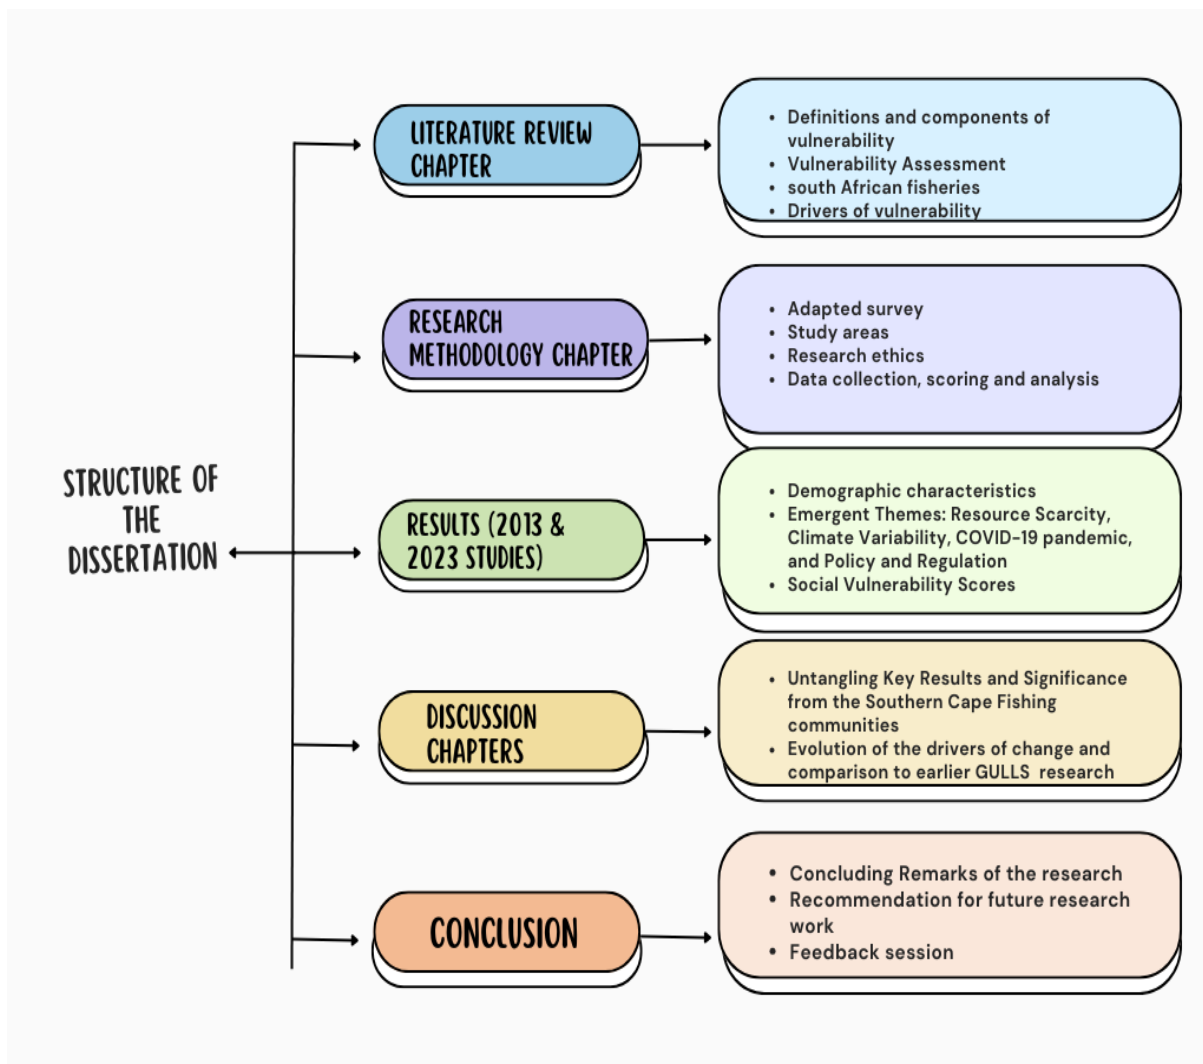 STRUCTURE OF
THE
DISSERTATION
LITERATURE REVIEW
CHAPTER
• Definitions and components of
vulnerability
• Vulnerability Assessment
• south African fisheries
• Drivers of vulnerability
RESEARCH
METHODOLOGY CHAPTER
• Adapted survey
• Study areas
• Research ethics
• Data collection, scoring and analysis
RESULTS (2013 &
2023 STUDIES)
• Demographic characteristics
• Emergent Themes: Resource Scarcity,
Climate Variability, COVID-19 pandemic,
and Policy and Regulation
• Social Vulnerability Scores
DISCUSSION
CHAPTERS
• Untangling Key Results and Significance
from the Southern Cape Fishing
communities
• Evolution of the drivers of change and
comparison to earlier GULLS research
CONCLUSION
• Concluding Remarks of the research
• Recommendation for future research
work
• Feedback session